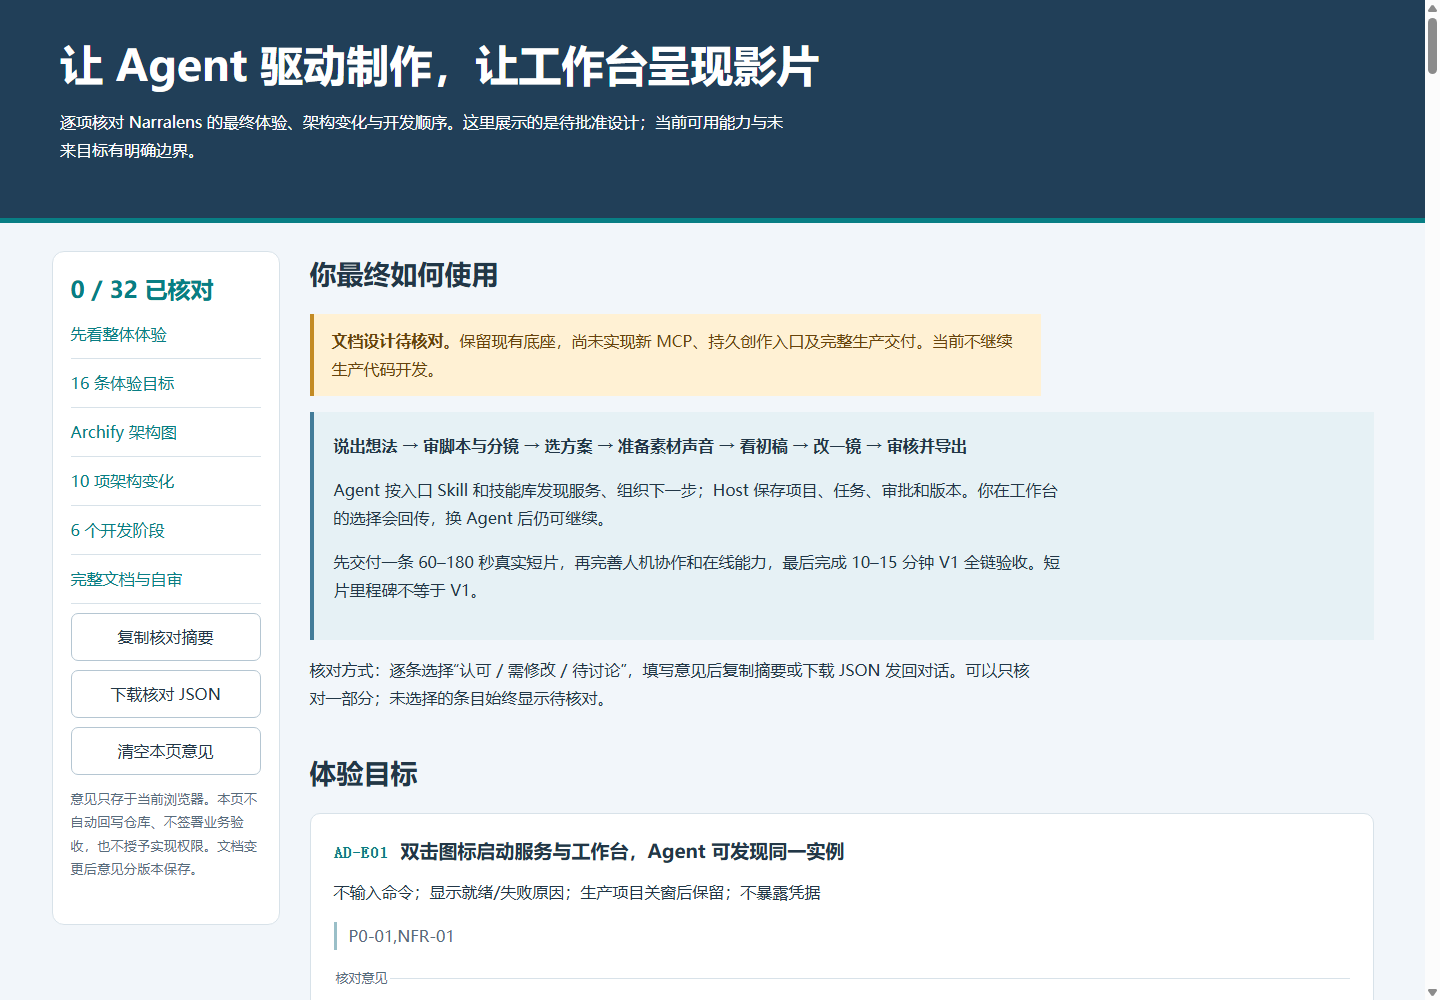 让 Agent 驱动制作，让工作台呈现影片
逐项核对 Narralens 的最终体验、架构变化与开发顺序。这里展示的是待批准设计；当前可用能力与未
来目标有明确边界。
0 / 32 已核对
先看整体体验
16 条体验目标
Archify 架构图
10 项架构变化
6 个开发阶段
完整文档与自审
复制核对摘要
下载核对 JSON
清空本页意见
意见只存于当前浏览器。本页不
自动回写仓库、不签署业务验
收，也不授予实现权限。文档变
更后意见分版本保存。
你最终如何使用
文档设计待核对。保留现有底座，尚未实现新 MCP、持久创作入口及完整生产交付。当前不继续
生产代码开发。
说出想法 → 审脚本与分镜 → 选方案 → 准备素材声音 → 看初稿 → 改一镜 → 审核并导出
Agent 按入口 Skill 和技能库发现服务、组织下一步；Host 保存项目、任务、审批和版本。你在工作台
的选择会回传，换 Agent 后仍可继续。
先交付一条 60–180 秒真实短片，再完善人机协作和在线能力，最后完成 10–15 分钟 V1 全链验收。短
片里程碑不等于 V1。
核对方式：逐条选择“认可 / 需修改 / 待讨论”，填写意见后复制摘要或下载 JSON 发回对话。可以只核
对一部分；未选择的条目始终显示待核对。
体验目标
AD-E01 双击图标启动服务与工作台，Agent 可发现同一实例
不输入命令；显示就绪/失败原因；生产项目关窗后保留；不暴露凭据
P0-01,NFR-01
核对意见